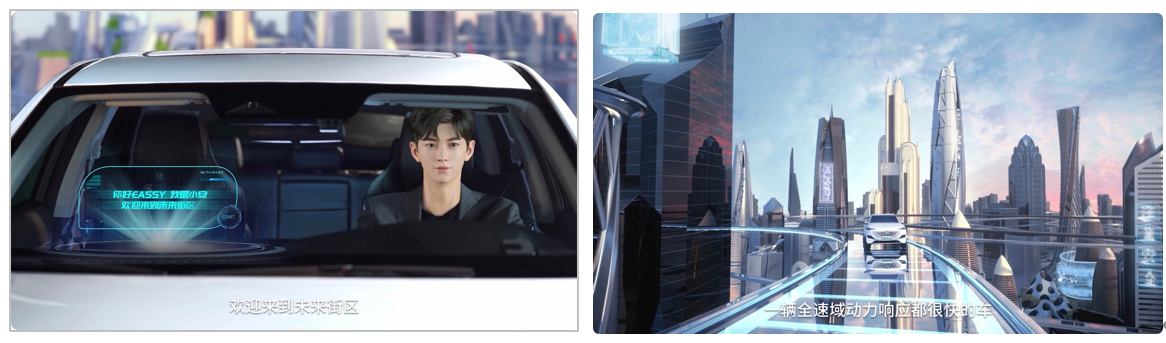 ACTIVATED
你好EASSY 我是小安
欢迎来到未来街区
START
欢迎来到未来街区
一辆全速域动力响应都很快的车